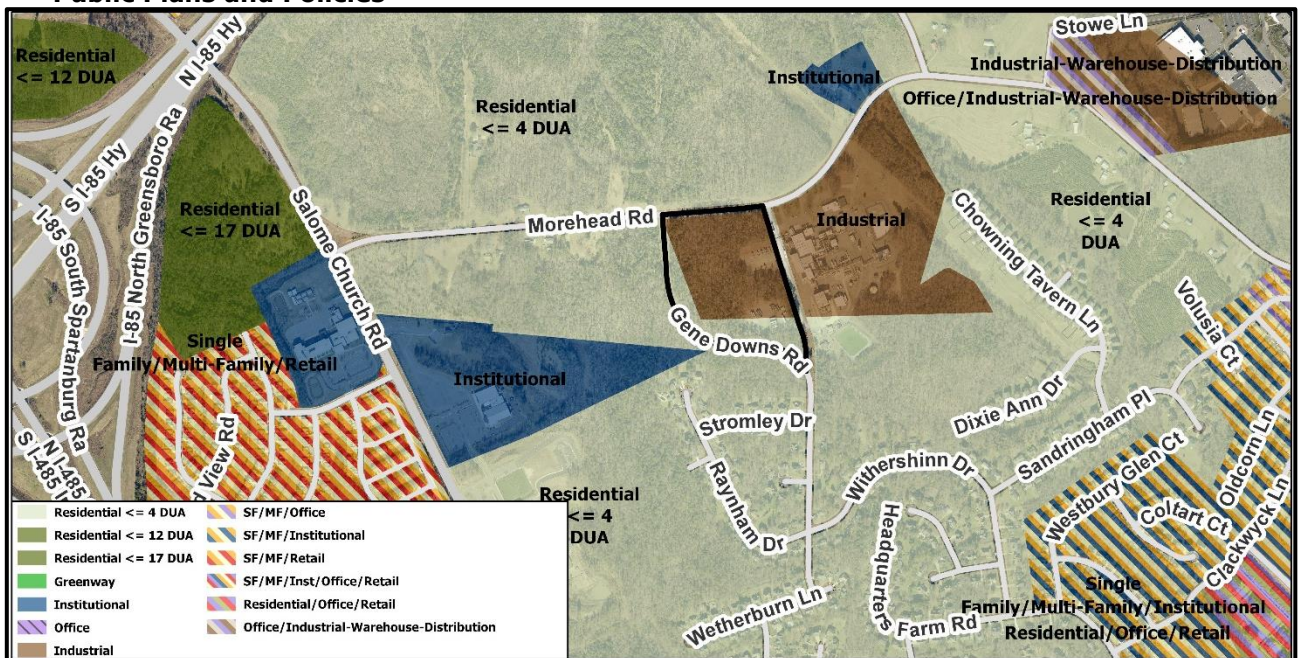 Public Plans and Policies
Stowe Ln
Residential
<= 12 DUA
N I-85 Hy
S I-85 Hy
I-85 North Greensboro Ra
I-85 South Spartanburg Ra
Residential
<= 4 DUA
Institutional
Industrial-Warehouse-Distribution
Office/Industrial-Warehouse-Distribution
Residential
<= 17 DUA
Salome Church Rd
Morehead Rd
Industrial
Chowning Tavern Ln
Residential
<= 4
DUA
Volusia Ct
Gene Downs Rd
Single
Family/Multi-Family/Retail
Institutional
Stromley Dr
Dixie Ann Dr
Sandringham Pl
Raynham Dr
Withershinn Dr
Westbury Glen Ct
Oldcorn Ln
Coltart Ct
Clackwyck Ln
S I-485
N I-485
d View Rd
Residential
<= 4
DUA
Headquarters Farm Rd
Wetherburn Ln
Single
Family/Multi-Family/Institutional
Residential/Office/Retail
Residential <= 4 DUA
Residential <= 12 DUA
Residential <= 17 DUA
Greenway
Institutional
Office
Industrial
SF/MF/Office
SF/MF/Institutional
SF/MF/Retail
SF/MF/Inst/Office/Retail
Residential/Office/Retail
Office/Industrial-Warehouse-Distribution